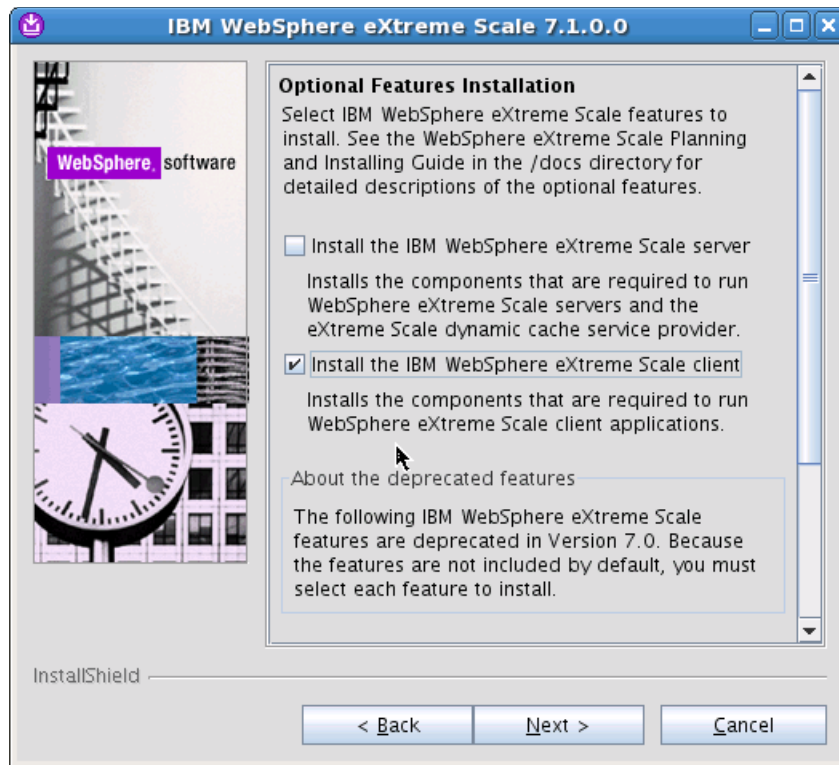 IBM WebSphere eXtreme Scale 7.1.0.0
WebSphere. software
Optional Features Installation
Select IBM WebSphere eXtreme Scale features to
install. See the WebSphere eXtreme Scale Planning
and Installing Guide in the /docs directory for
detailed descriptions of the optional features.
Install the IBM WebSphere eXtreme Scale server
Installs the components that are required to run
WebSphere eXtreme Scale servers and the
eXtreme Scale dynamic cache service provider.
Install the IBM WebSphere eXtreme Scale client
Installs the components that are required to run
WebSphere eXtreme Scale client applications.
About the deprecated features
The following IBM WebSphere eXtreme Scale
features are deprecated in Version 7.0. Because
the features are not included by default, you must
select each feature to install.
InstallShield
< Back
Next >
Cancel